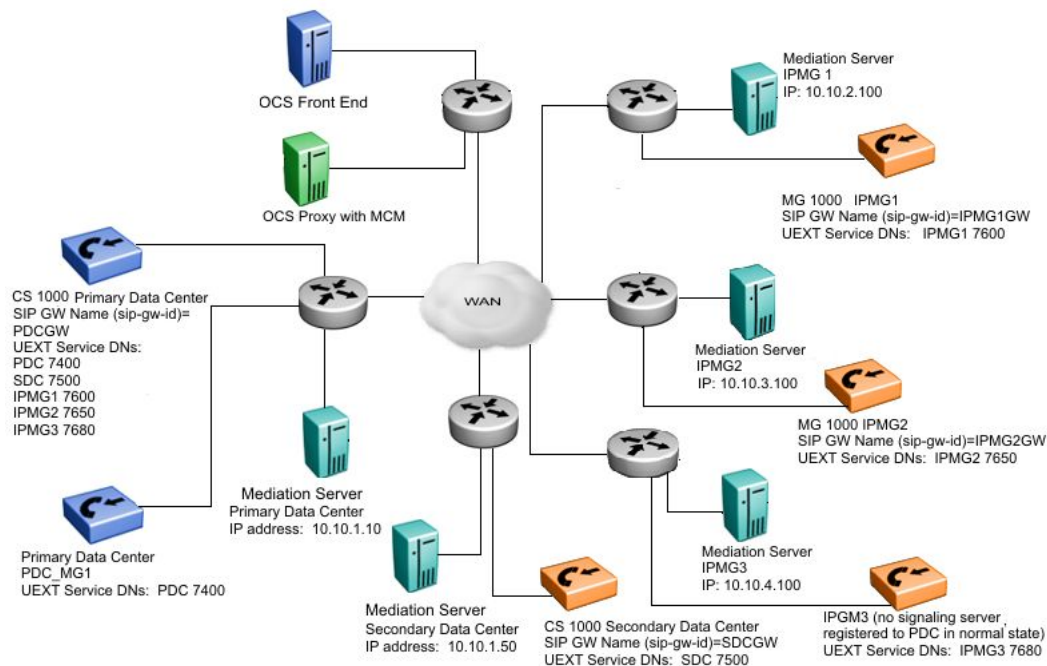 OCS Front End
OCS Proxy with MCM
Mediation Server
IPMG 1
IP: 10.10.2.100
MG 1000 IPMG1
SIP GW Name (sip-gw-id)=IPMG1GW
UEXT Service DNs: IPMG1 7600
CS 1000 Primary Data Center
SIP GW Name (sip-gw-id)=
PDCGW
UEXT Service DNs:
PDC 7400
SDC 7500
IPMG1 7600
IPMG2 7650
IPMG3 7680
WAN
Mediation Server
IPMG2
IP: 10.10.3.100
MG 1000 IPMG2
SIP GW Name (sip-gw-id)=IPMG2GW
UEXT Service DNs: IPMG2 7650
Mediation Server
Primary Data Center
IP address: 10.10.1.10
Primary Data Center
PDC_MG1
UEXT Service DNs: PDC 7400
Mediation Server
Secondary Data Center
IP address: 10.10.1.50
CS 1000 Secondary Data Center
SIP GW Name (sip-gw-id)=SDCGW
UEXT Service DNs: SDC 7500
Mediation Server
IPMG3
IP: 10.10.4.100
IPGM3 (no signaling server ,
registered to PDC in normal state)
UEXT Service DNs: IPMG3 7680